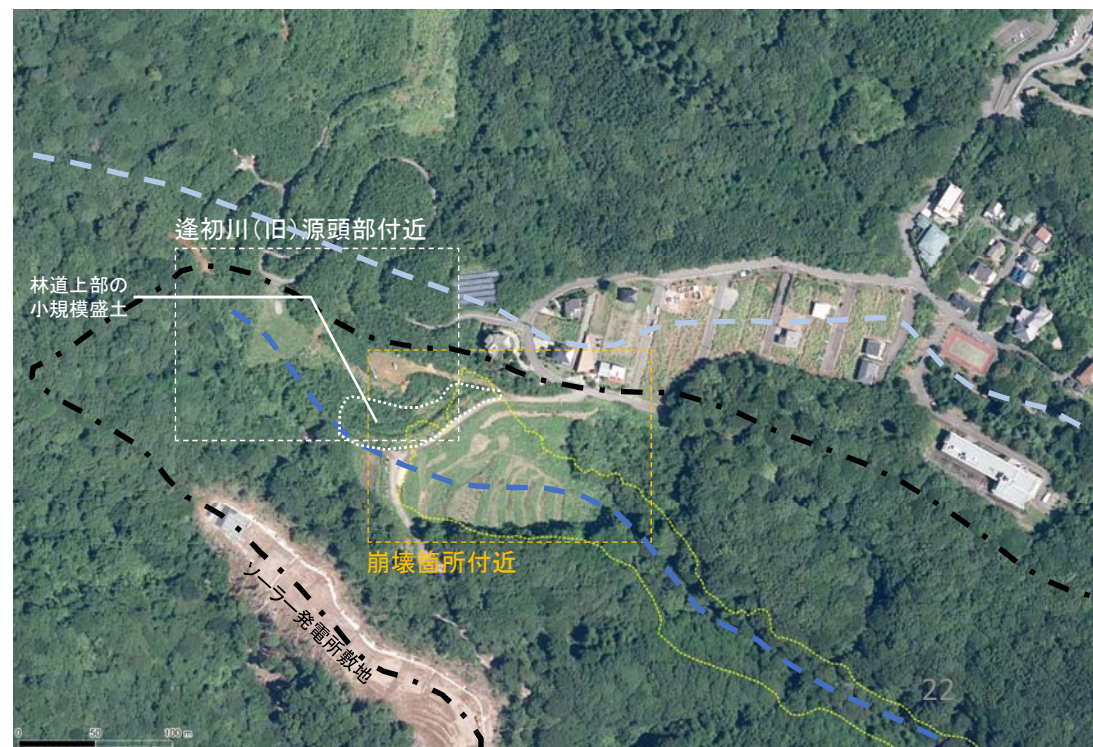 逢初川(旧)源頭部付近
林道上部の
小規模盛土
崩壊箇所付近
ソーラー発電所敷地
22
0 50 100 m